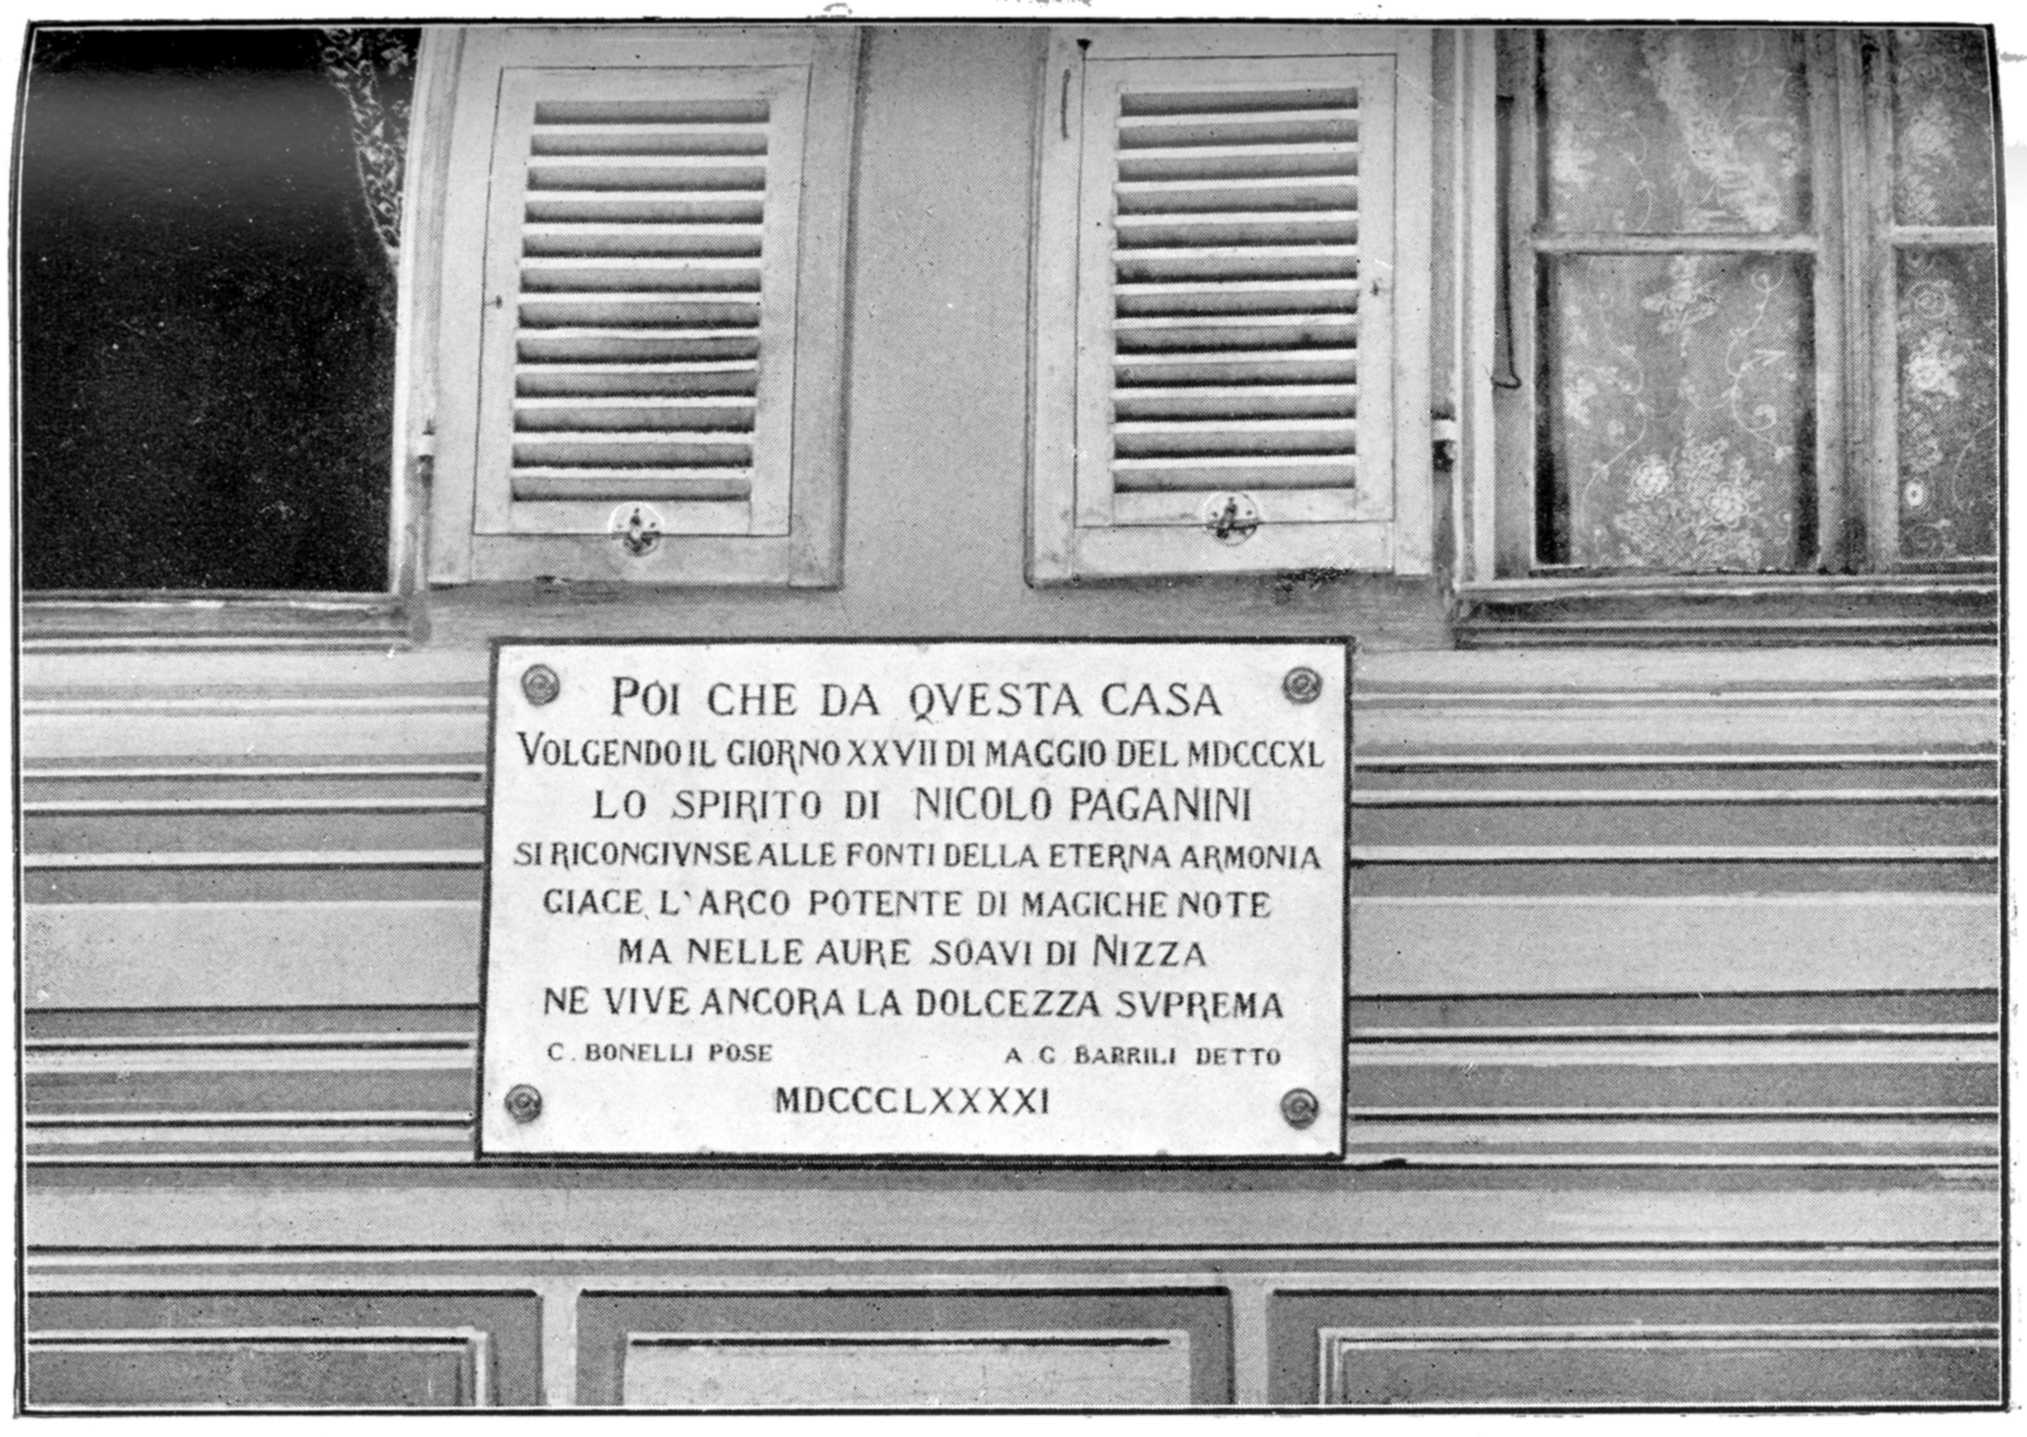 POI CHE DA QVESTA CASA
VOLGENDO IL GIORNO XXVII DI MAGGIO DEL MDCCCXL
LO SPIRITO DI NICOLO PAGANINI
SI RICONGIVNSE ALLE FONTI DELLA ETERNA ARMONIA
GIACE L'ARCO POTENTE DI MAGICHE NOTE
MA NELLE AURE SOAVI DI NIZZA
NE VIVE ANCORA LA DOLCEZZA SVPREMA
C. BONELLI POSE A G BARRILI DETTO
MDCCCLXXXXI